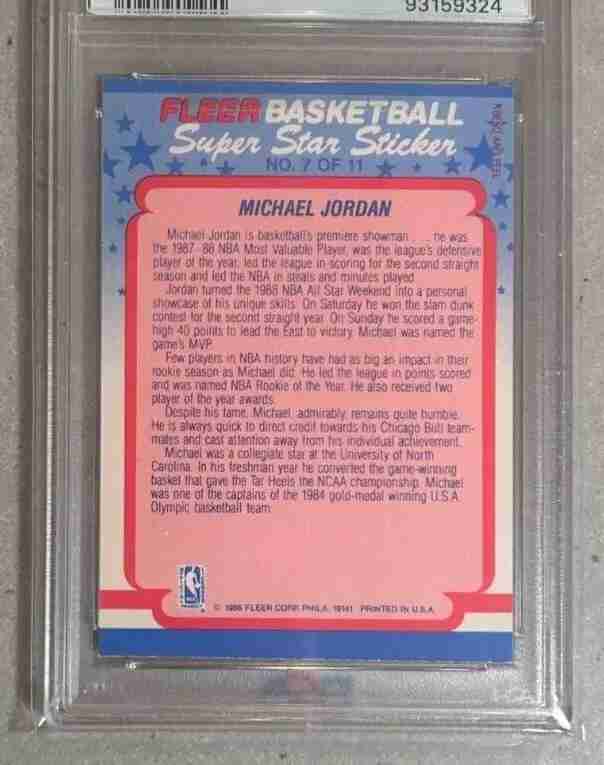 93159324
FLEER BASKETBALL
Super Star Sticker
NO. 7 OF 11
MICHAEL JORDAN
Michael Jordan is basketball's premiere showman . . . he was
the 1987-88 NBA Most Valuable Player, was the league's defensive
player of the year, led the league in scoring for the second straight
season and led the NBA in steals and minutes played.
Jordan turned the 1988 NBA All Star Weekend into a personal
showcase of his unique skills. On Saturday he won the slam dunk
contest for the second straight year. On Sunday he scored a game-
high 40 points to lead the East to victory. Michael was named the
game's MVP.
Few players in NBA history have had as big an impact in their
rookie season as Michael did. He led the league in points scored
and was named NBA Rookie of the Year. He also received two
player of the year awards.
Despite his fame, Michael, admirably, remains quite humble.
He is always quick to direct credit towards his Chicago Bull team-
mates and cast attention away from his individual achievement.
Michael was a collegiate star at the University of North
Carolina. In his freshman year he converted the game-winning
basket that gave the Tar Heels the NCAA championship. Michael
was one of the captains of the 1984 gold-medal winning U.S.A.
Olympic basketball team.
© 1988 FLEER CORP. PHILA. 19141 PRINTED IN U.S.A.